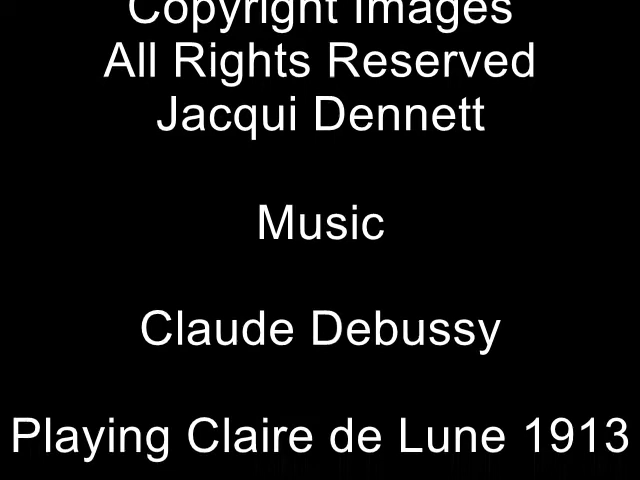 Copyright Images
All Rights Reserved
Jacqui Dennett
Music
Claude Debussy
Playing Claire de Lune 1913